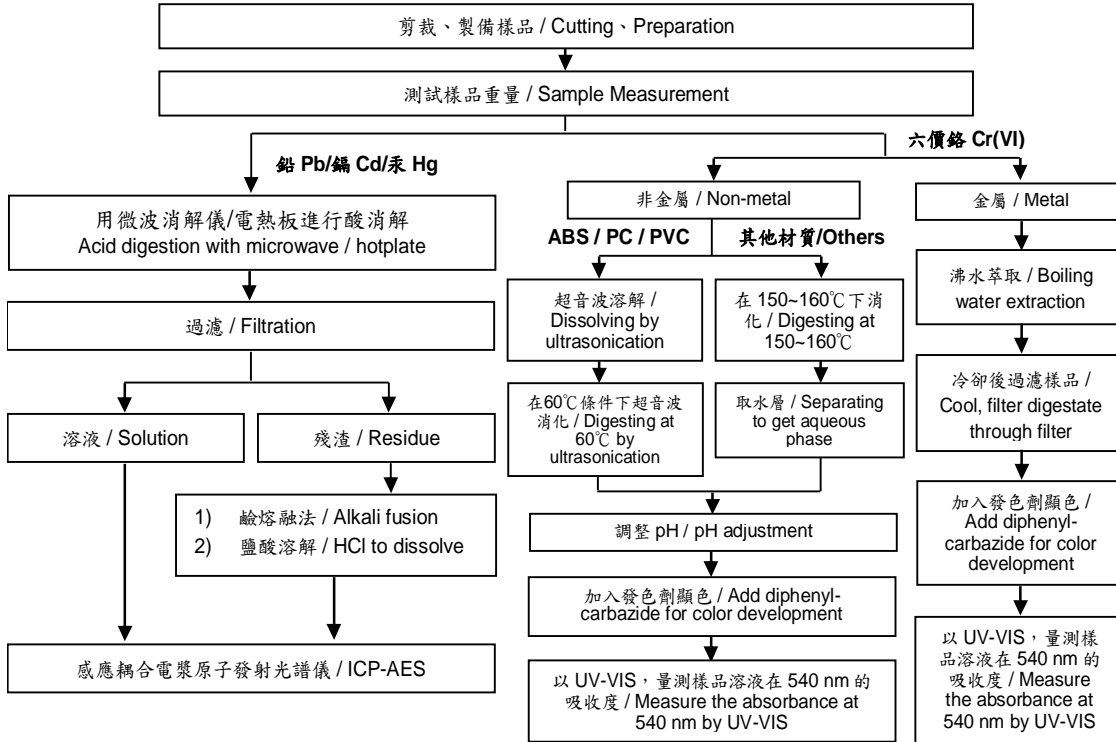 剪裁、製備樣品 / Cutting、Preparation
測試樣品重量 / Sample Measurement
鉛 Pb/鎘 Cd/汞 Hg
六價鉻 Cr(VI)
用微波消解儀/電熱板進行酸消解
Acid digestion with microwave / hotplate
過濾 / Filtration
溶液 / Solution
殘渣 / Residue
1) 鹼熔融法 / Alkali fusion
2) 鹽酸溶解 / HCl to dissolve
感應耦合電漿原子發射光譜儀 / ICP-AES
非金屬 / Non-metal
ABS / PC / PVC
其他材質/Others
超音波溶解 /
Dissolving by
ultrasonication
在 150~160℃下消
化 / Digesting at
150~160℃
在60℃條件下超音波
消化 / Digesting at
60℃ by
ultrasonication
取水層 / Separating
to get aqueous
phase
調整 pH / pH adjustment
加入發色劑顯色 / Add diphenyl-
carbazide for color development
以 UV-VIS，量測樣品溶液在 540 nm 的
吸收度 / Measure the absorbance at
540 nm by UV-VIS
金屬 / Metal
沸水萃取 / Boiling
water extraction
冷卻後過濾樣品 /
Cool, filter digestate
through filter
加入發色劑顯色
/ Add diphenyl-
carbazide for color
development
以 UV-VIS，量測樣
品溶液在 540 nm 的
吸收度 / Measure
the absorbance at
540 nm by UV-VIS